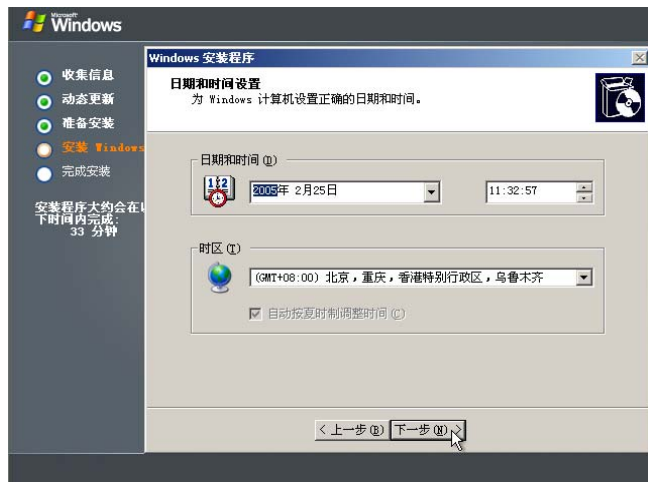 Microsoft
Windows
Windows 安装程序
收集信息
动态更新
准备安装
安装 Windows
完成安装
安装程序大约会在以
下时间内完成:
33 分钟
日期和时间设置
为 Windows 计算机设置正确的日期和时间。
日期和时间(D)
2005年 2月25日
11:32:57
时区(T)
(GMT+08:00) 北京，重庆，香港特别行政区，乌鲁木齐
自动按夏时制调整时间(C)
< 上一步(B)
下一步(N) >